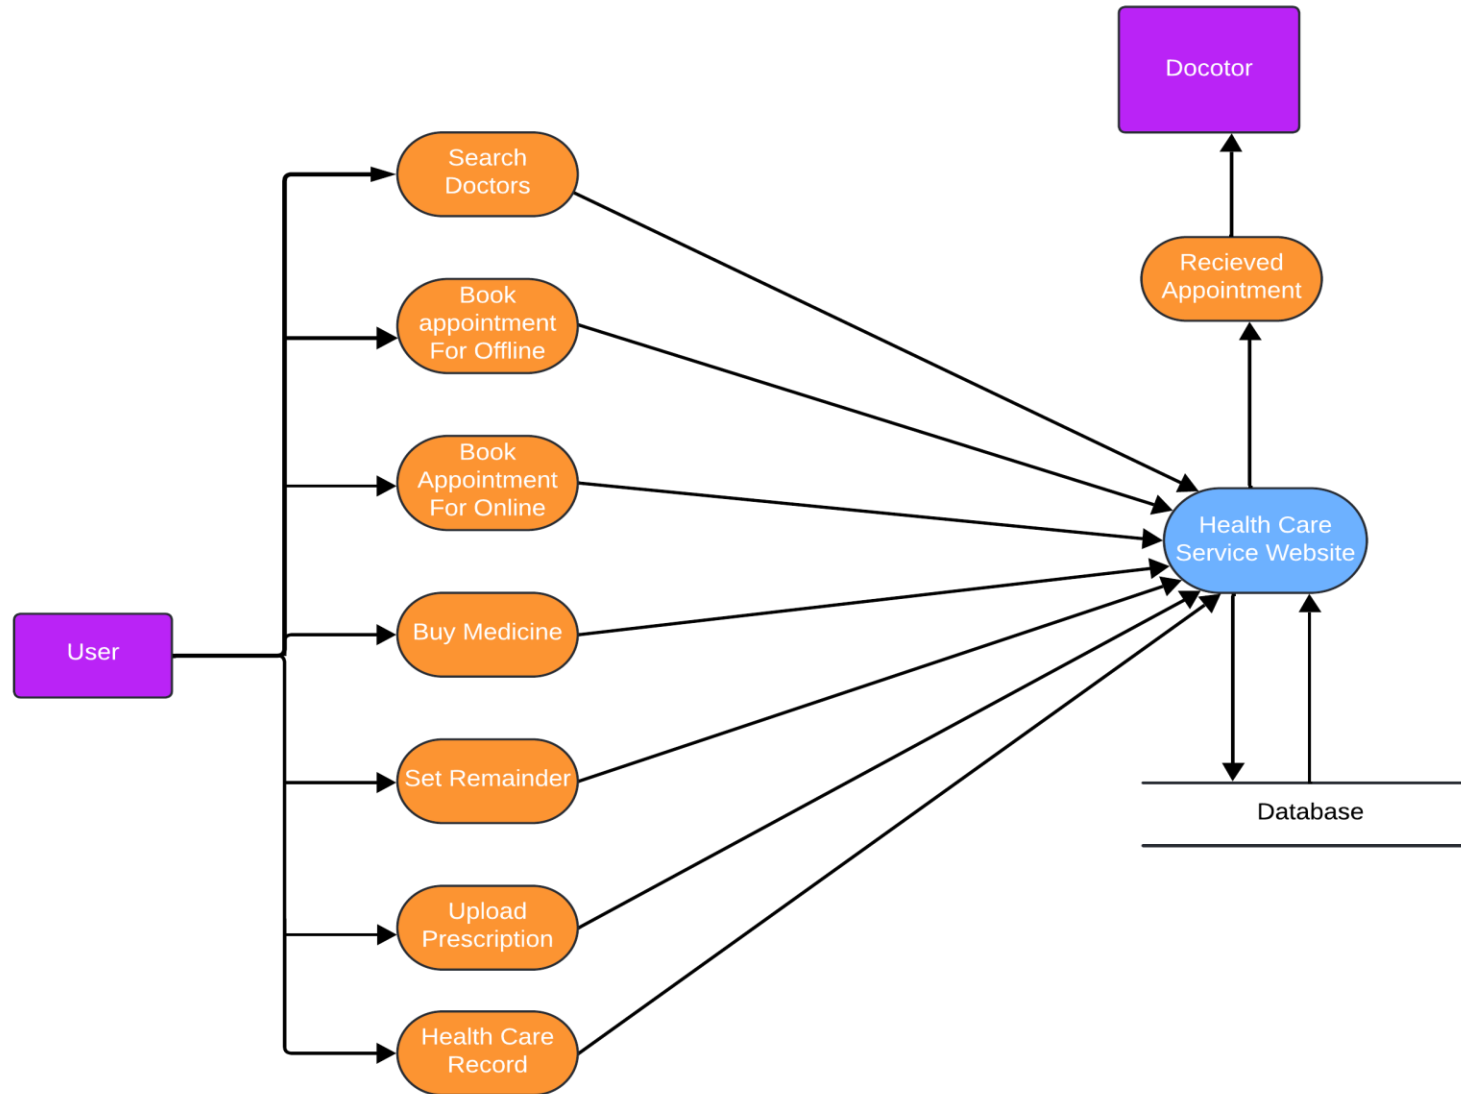 Docotor
Search
Doctors
Recieved
Appointment
Book
appointment
For Offline
Book
Appointment
For Online
Health Care
Service Website
Buy Medicine
User
Set Remainder
Database
Upload
Prescription
Health Care
Record